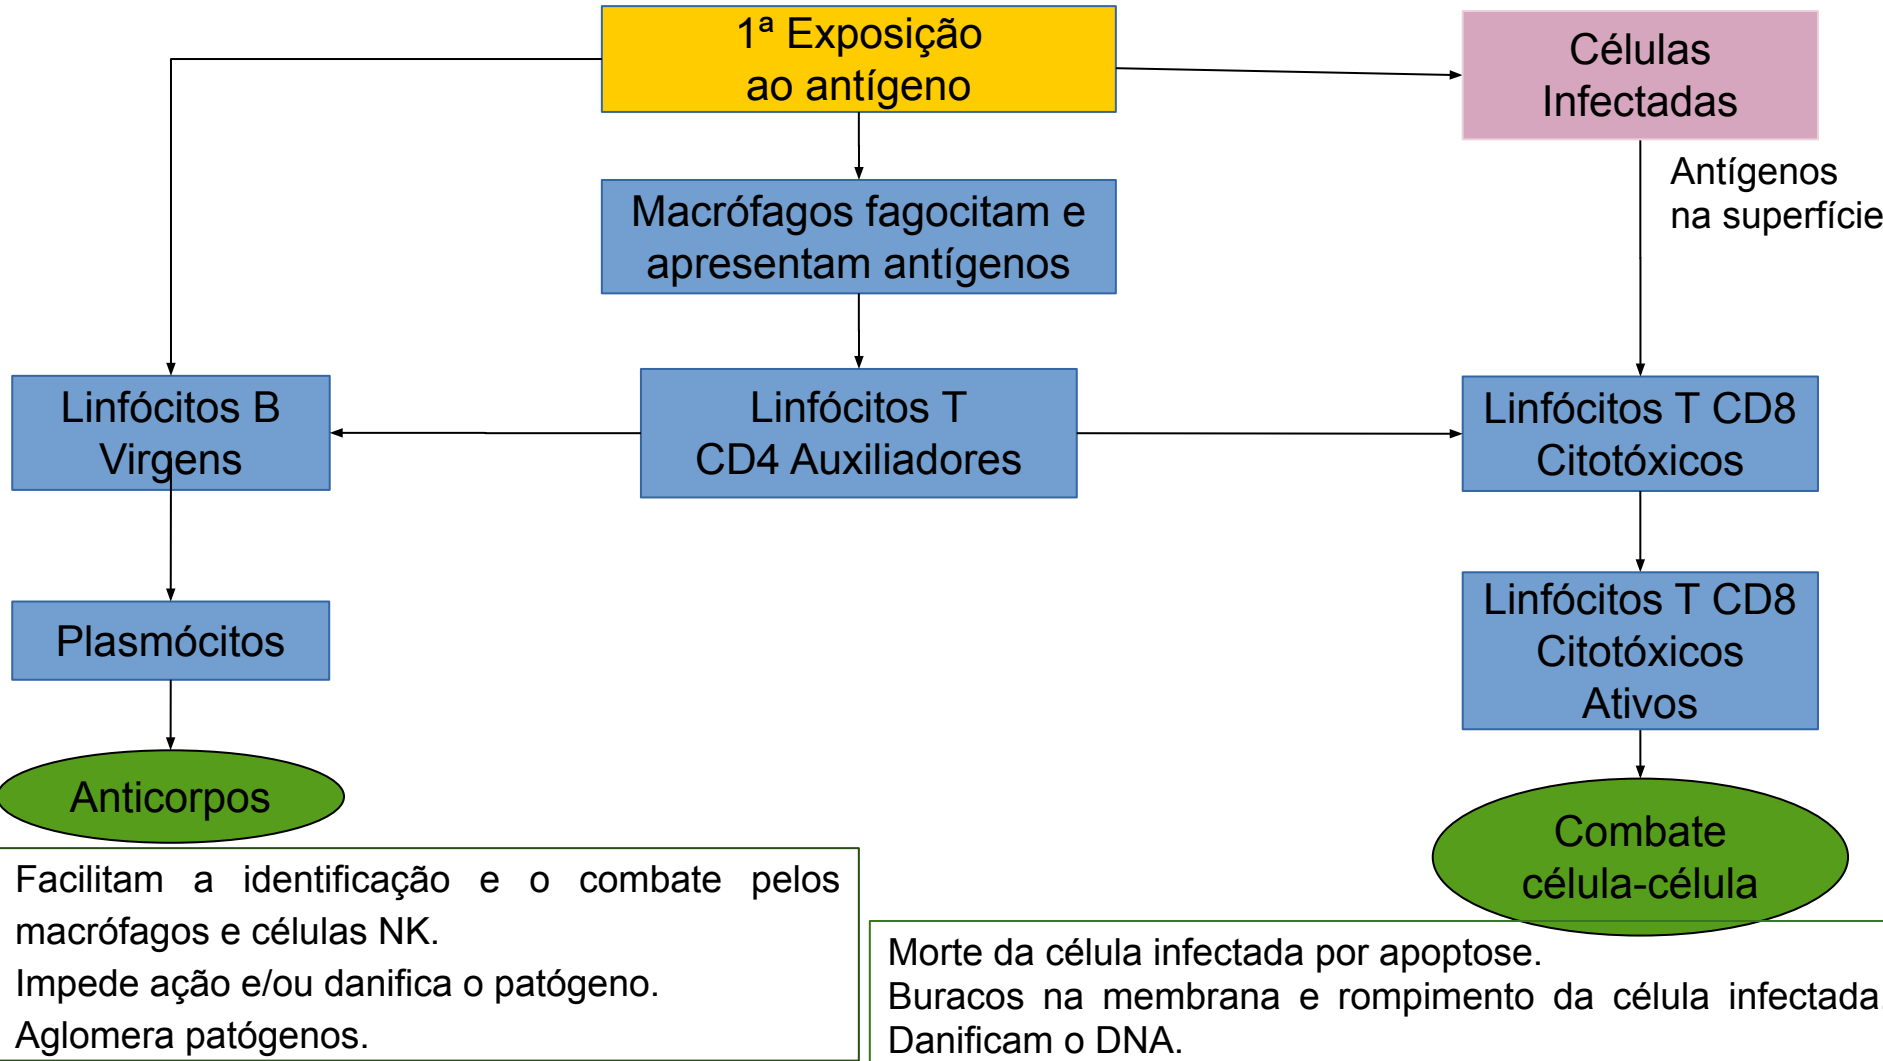 1ª Exposição
ao antígeno
Células
Infectadas
Antígenos
na superfície
Macrófagos fagocitam e
apresentam antígenos
Linfócitos B
Virgens
Linfócitos T
CD4 Auxiliadores
Linfócitos T CD8
Citotóxicos
Plasmócitos
Linfócitos T CD8
Citotóxicos
Ativos
Anticorpos
Combate
célula-célula
Facilitam a identificação e o combate pelos
macrófagos e células NK.
Impede ação e/ou danifica o patógeno.
Aglomera patógenos.
Morte da célula infectada por apoptose.
Buracos na membrana e rompimento da célula infectada.
Danificam o DNA.